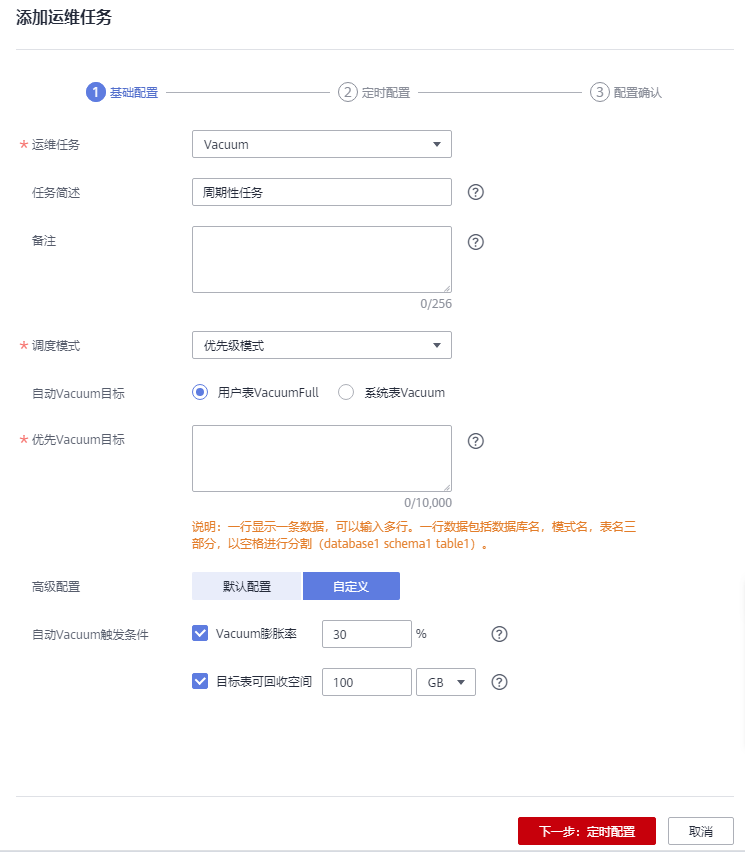 添加运维任务
1 基础配置 2 定时配置 3 配置确认
* 运维任务 Vacuum
任务简述 周期性任务 ?
备注 ?
0/256
* 调度模式 优先级模式
自动Vacuum目标 用户表VacuumFull 系统表Vacuum
* 优先Vacuum目标 ?
0/10,000
说明：一行显示一条数据，可以输入多行。一行数据包括数据库名，模式名，表名三
部分，以空格进行分割（database1 schema1 table1）。
高级配置 默认配置 自定义
自动Vacuum触发条件 Vacuum膨胀率 30 % ?
目标表可回收空间 100 GB ?
下一步：定时配置 取消